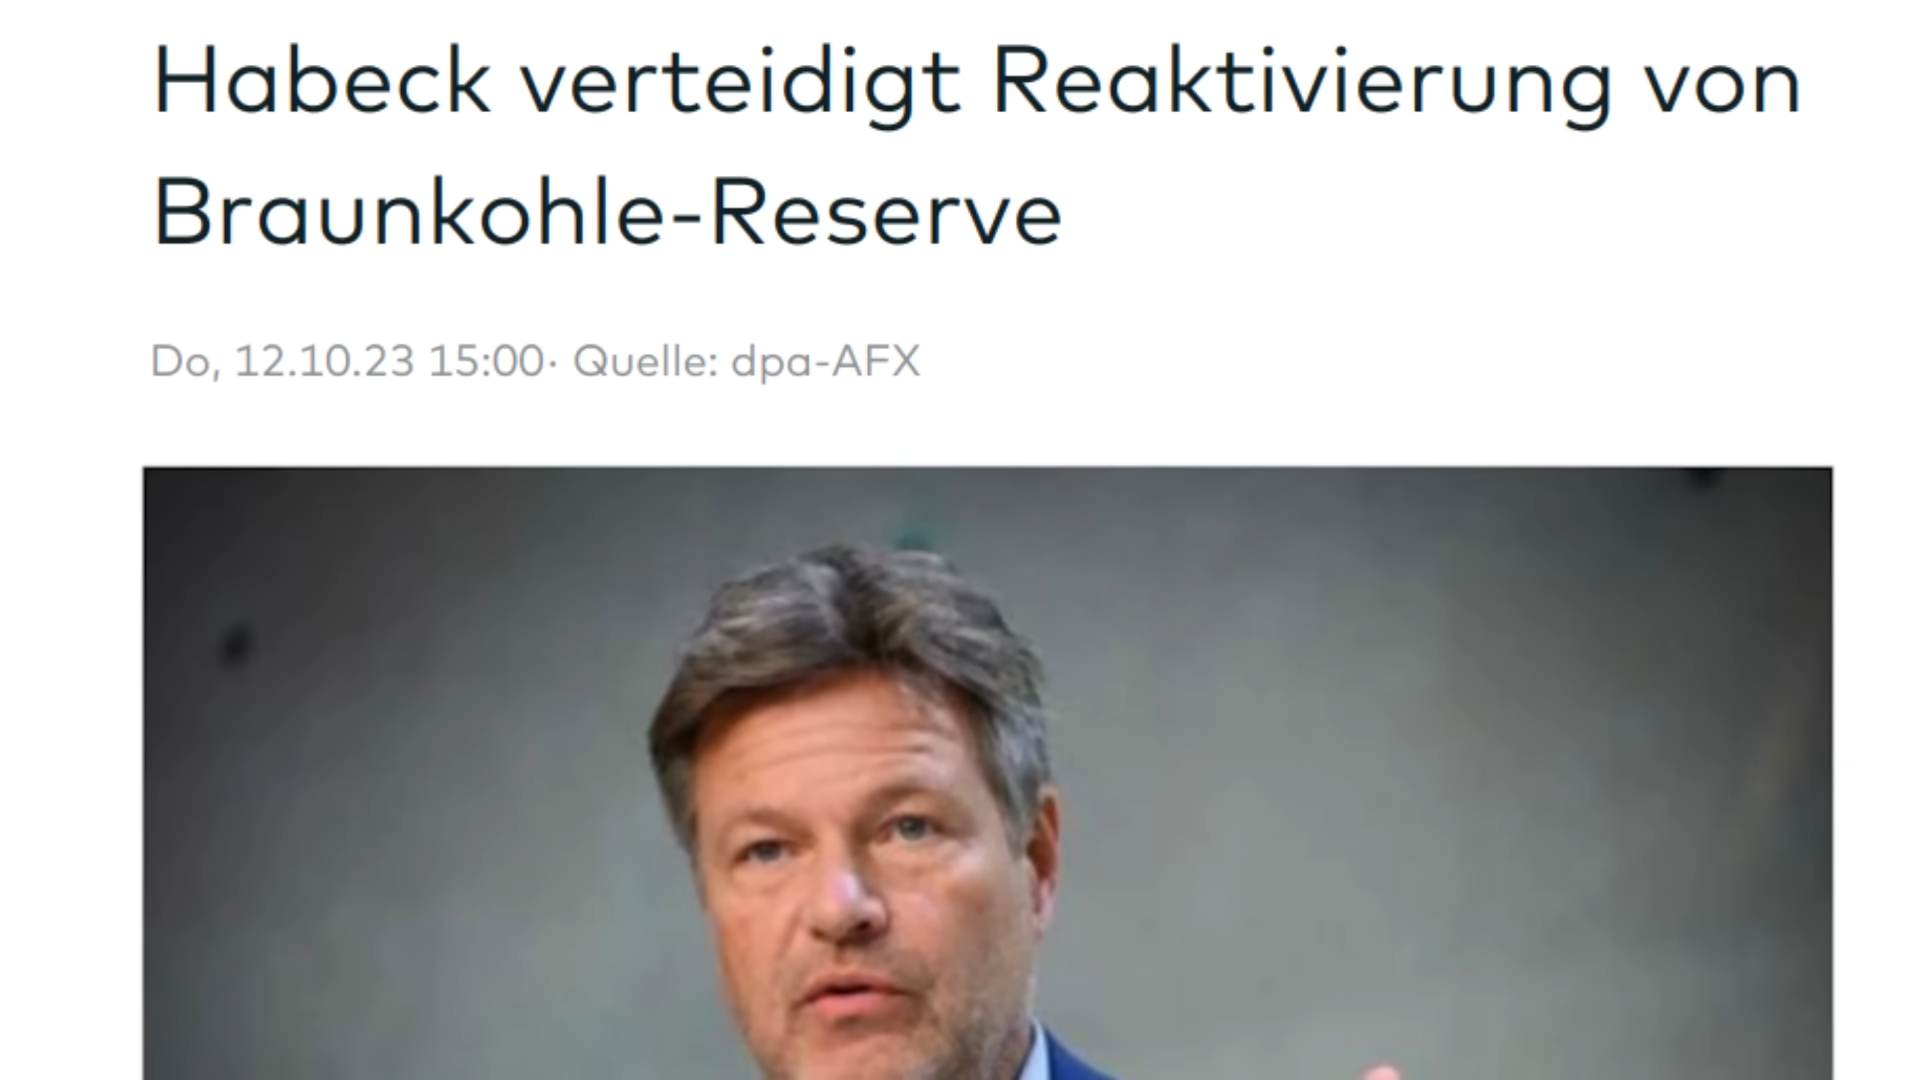 Habeck verteidigt Reaktivierung von
Braunkohle-Reserve
Do, 12.10.23 15:00· Quelle: dpa-AFX